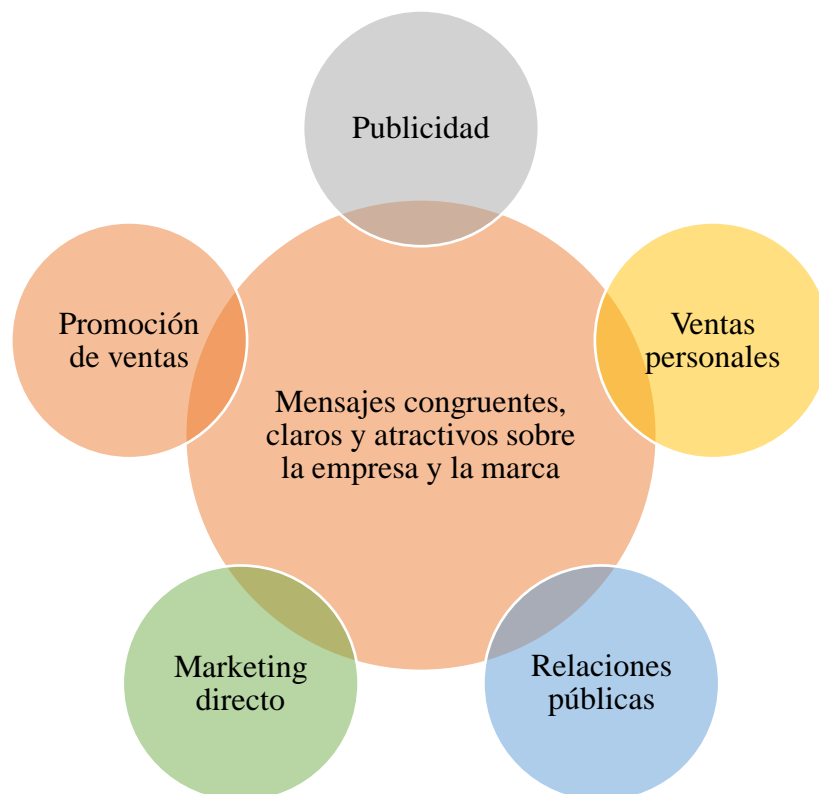 Publicidad
Promoción
de ventas
Ventas
personales
Mensajes congruentes,
claros y atractivos sobre
la empresa y la marca
Marketing
directo
Relaciones
públicas